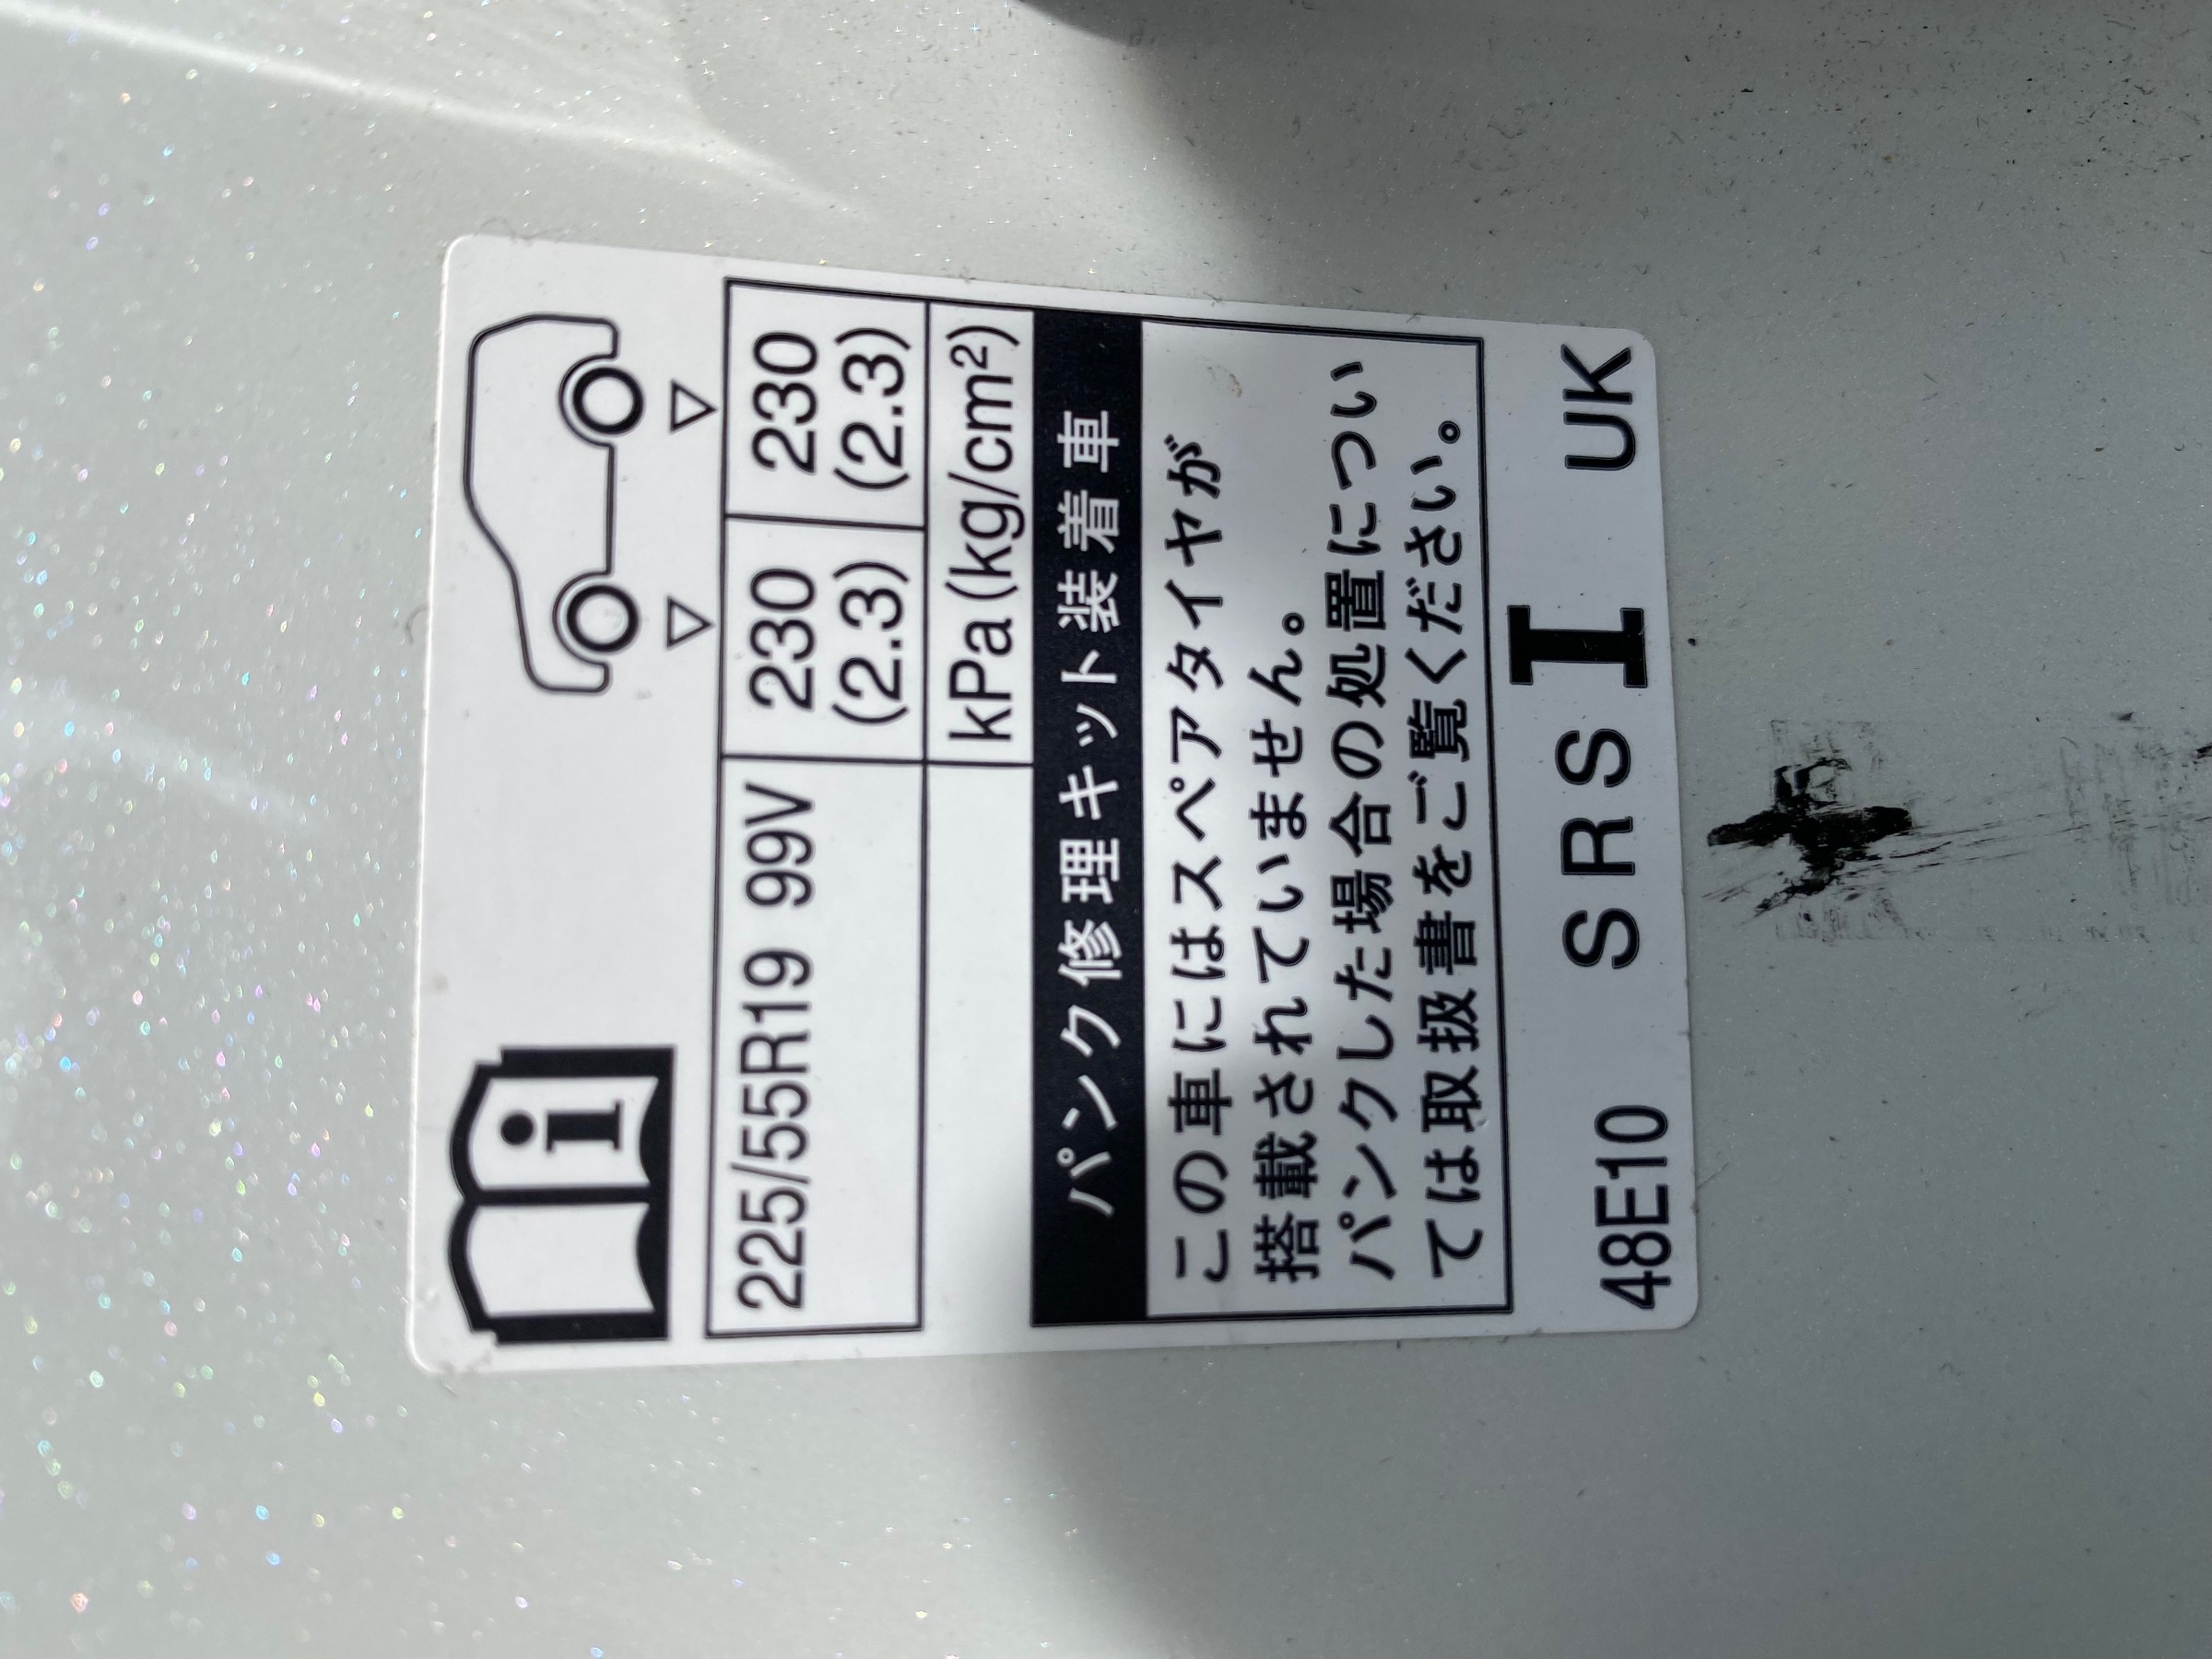 i
225/55R19 99V 230 (2.3) 230 (2.3)
kPa (kg/cm²)
パンク修理キット装着車
この車にはスペアタイヤが
搭載されていません。
パンクした場合の処置につい
ては取扱書をご覧ください。
48E10 SRS I UK